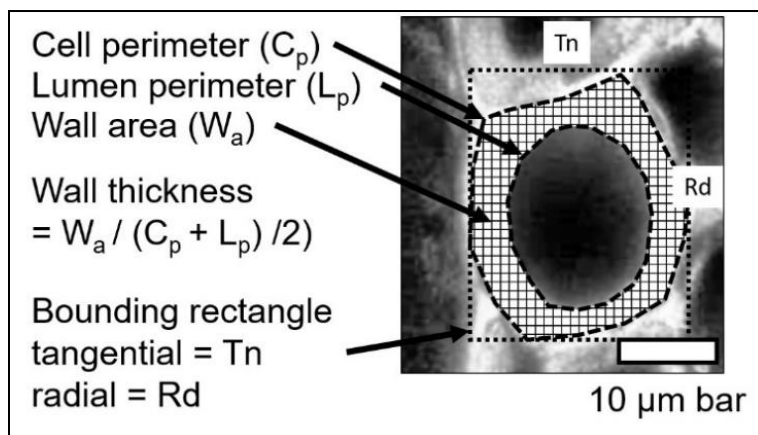 Cell perimeter (Cp)
Lumen perimeter (Lp)
Wall area (Wa)
Wall thickness
= Wa / (Cp + Lp) /2)
Bounding rectangle
tangential = Tn
radial = Rd
Tn
Rd
10 μm bar